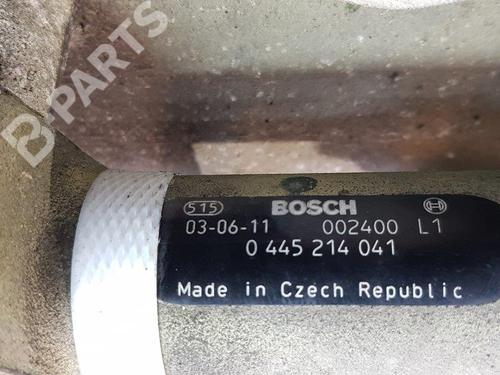 B-PARTS
515 BOSCH
03-06-11 002400 L1
0 445 214 041
Made in Czech Republic